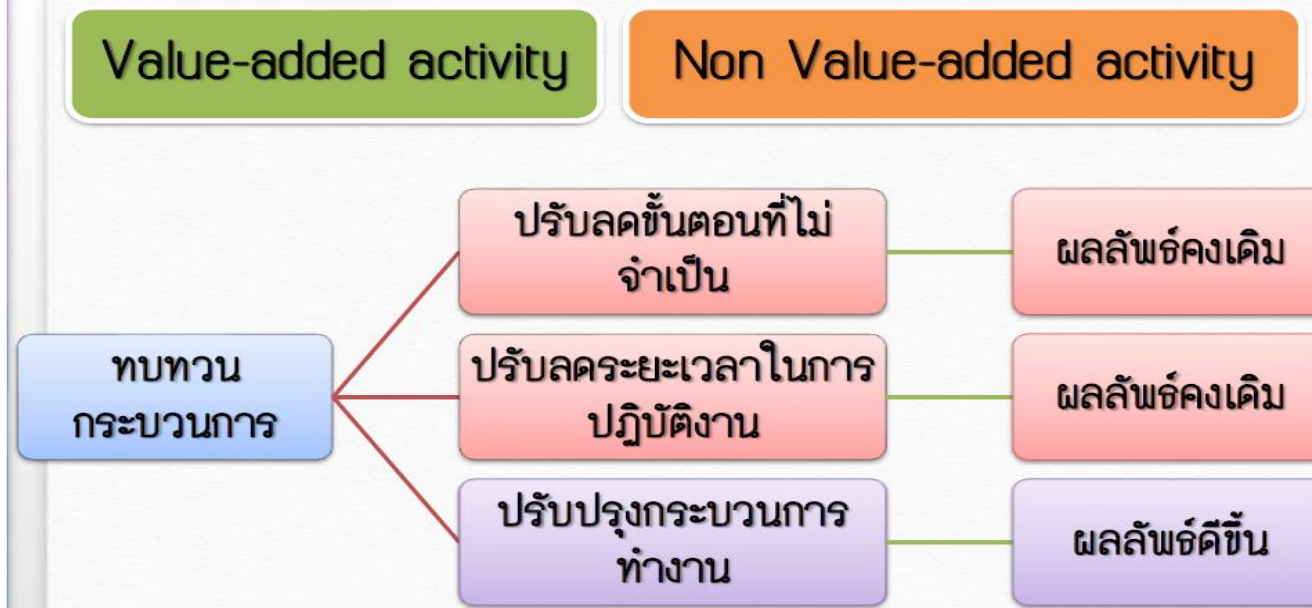 Value-added activity
Non Value-added activity
ปรับลดขั้นตอนที่ไม่
จำเป็น
ผลลัพธ์คงเดิม
ทบทวน
กระบวนการ
ปรับลดระยะเวลาในการ
ปฏิบัติงาน
ผลลัพธ์คงเดิม
ปรับปรุงกระบวนการ
ทำงาน
ผลลัพธ์ดีขึ้น